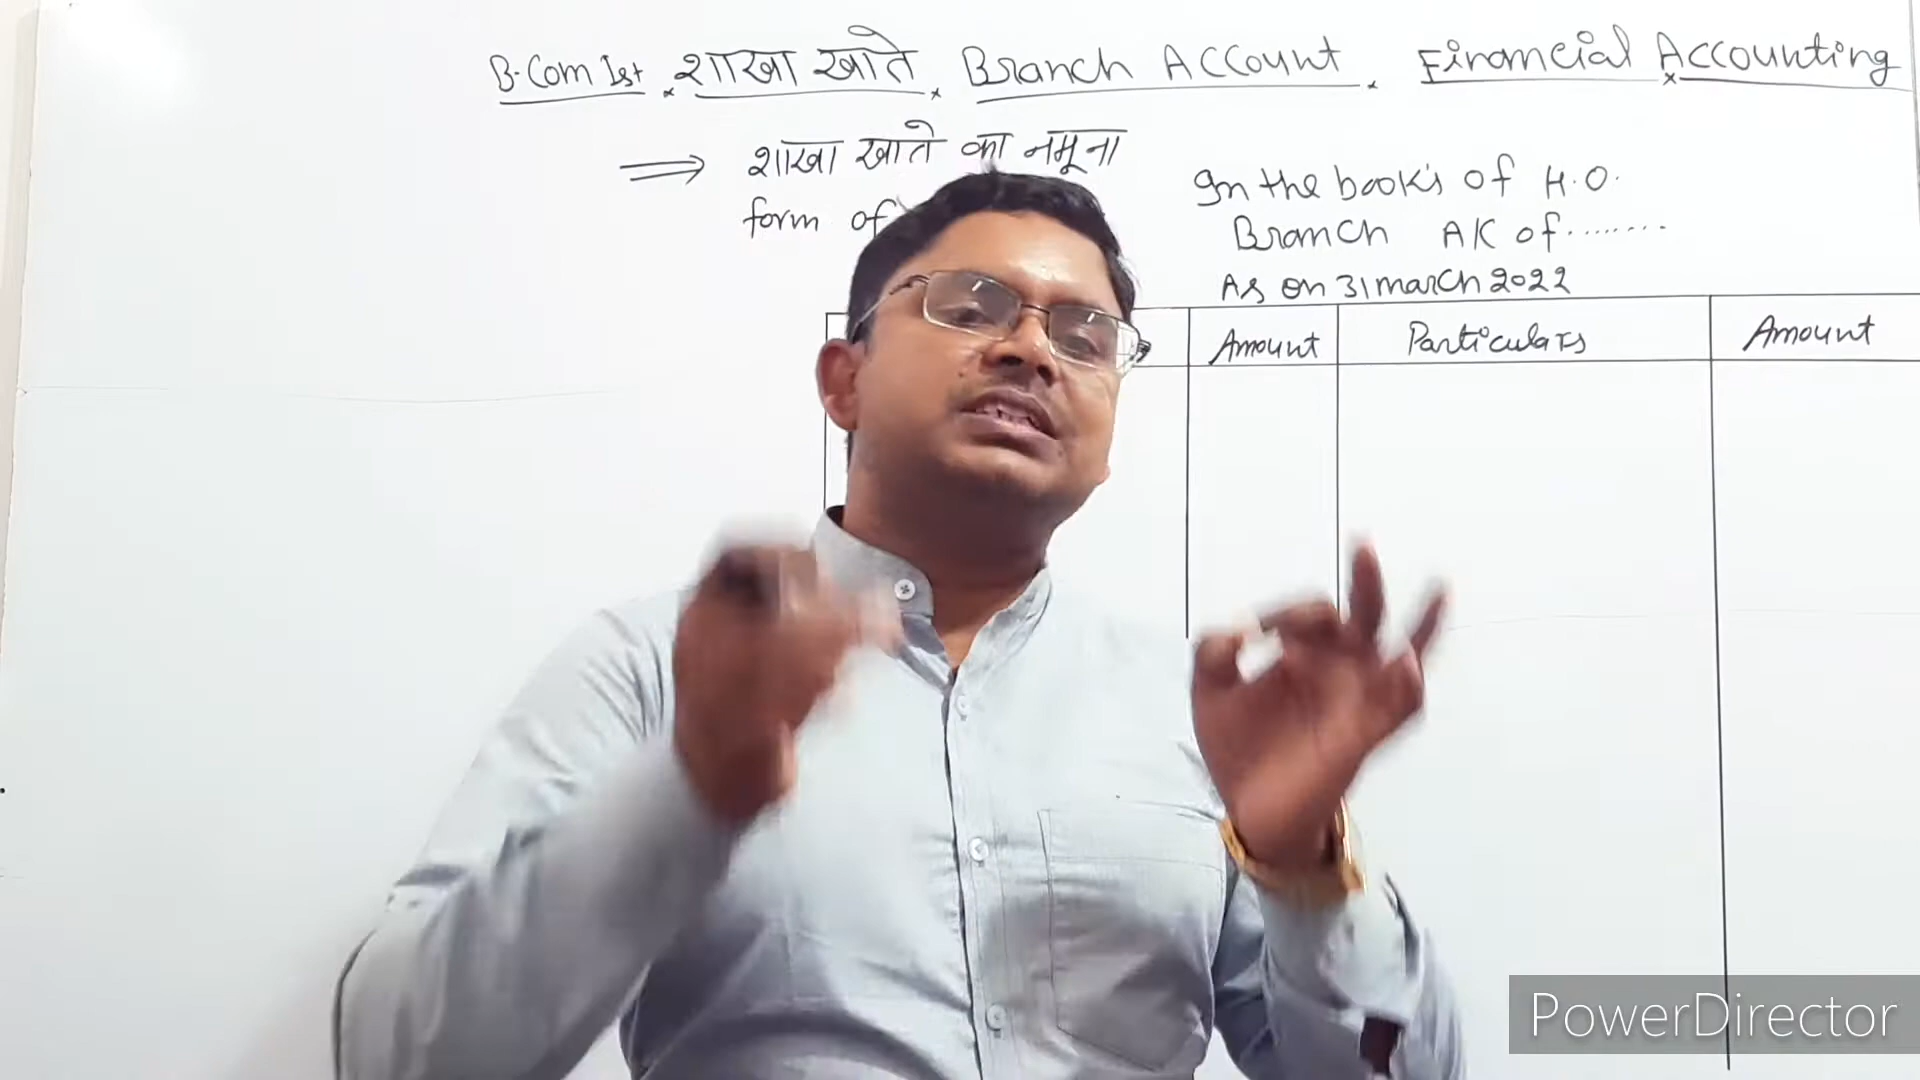 B.Com Ist शाखा खाते Branch Account Financial Accounting
⇒ शाखा खाते का नमूना
form of
In the book's of H.O.
Branch A/C of........
As on 31 march 2022
Amount Particulars Amount
PowerDirector